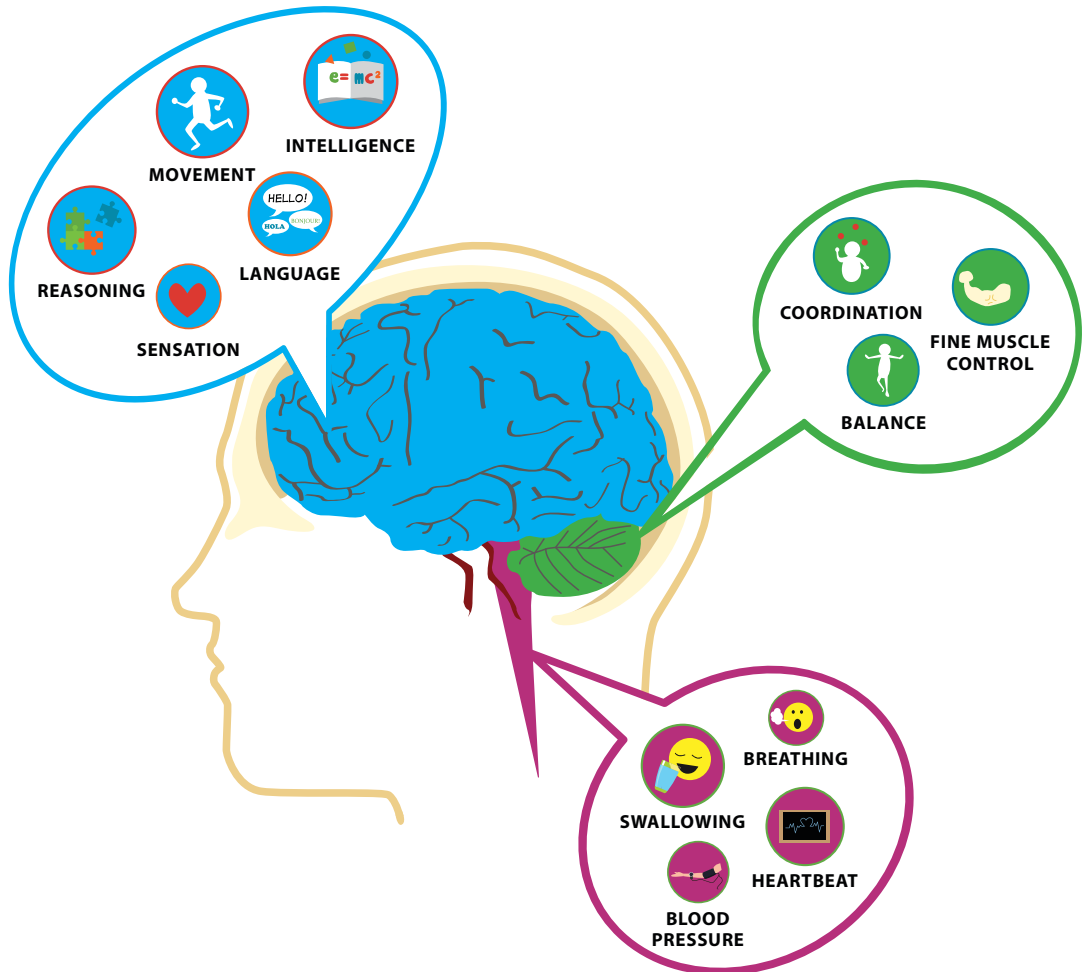 e= mc²
INTELLIGENCE
MOVEMENT
HELLO!
HOLA
BONJOUR!
LANGUAGE
REASONING
SENSATION
COORDINATION
FINE MUSCLE
CONTROL
BALANCE
BREATHING
SWALLOWING
HEARTBEAT
BLOOD
PRESSURE